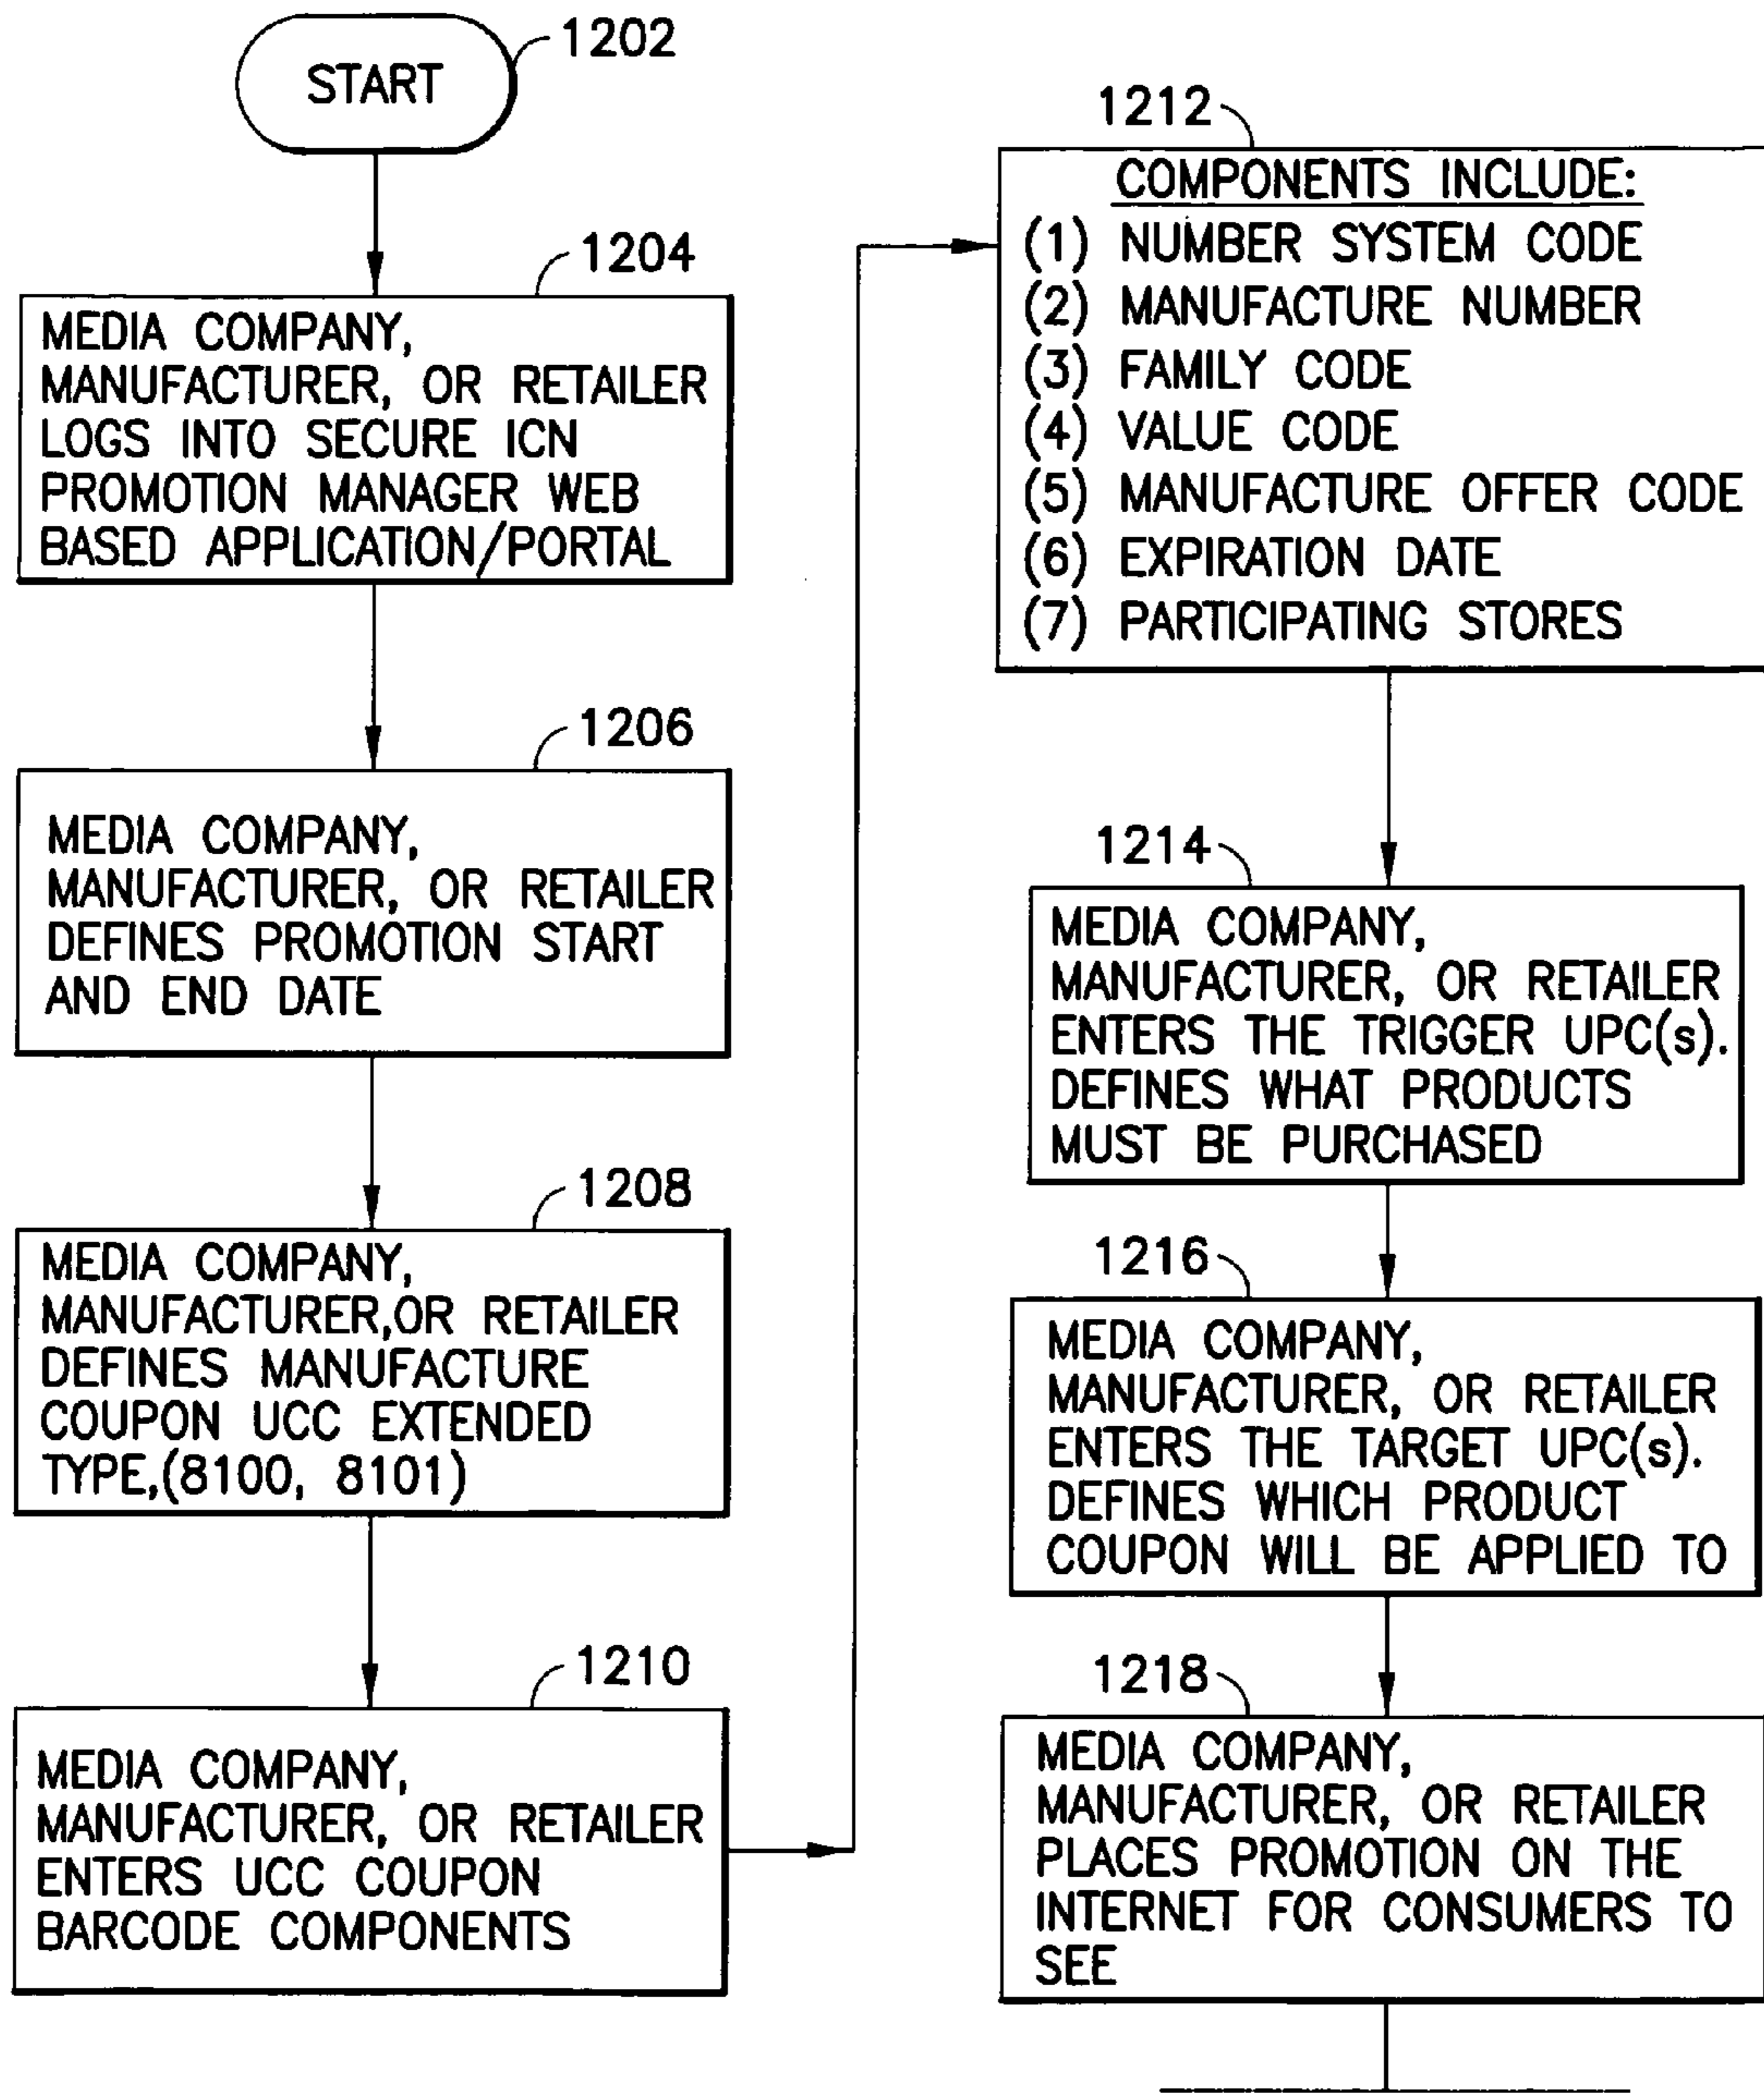 START
1202
1204
MEDIA COMPANY,
MANUFACTURER, OR RETAILER
LOGS INTO SECURE ICN
PROMOTION MANAGER WEB
BASED APPLICATION/PORTAL
1206
MEDIA COMPANY,
MANUFACTURER, OR RETAILER
DEFINES PROMOTION START
AND END DATE
1208
MEDIA COMPANY,
MANUFACTURER,OR RETAILER
DEFINES MANUFACTURE
COUPON UCC EXTENDED
TYPE,(8100, 8101)
1210
MEDIA COMPANY,
MANUFACTURER, OR RETAILER
ENTERS UCC COUPON
BARCODE COMPONENTS
1212
COMPONENTS INCLUDE:
(1) NUMBER SYSTEM CODE
(2) MANUFACTURE NUMBER
(3) FAMILY CODE
(4) VALUE CODE
(5) MANUFACTURE OFFER CODE
(6) EXPIRATION DATE
(7) PARTICIPATING STORES
1214
MEDIA COMPANY,
MANUFACTURER, OR RETAILER
ENTERS THE TRIGGER UPC(s).
DEFINES WHAT PRODUCTS
MUST BE PURCHASED
1216
MEDIA COMPANY,
MANUFACTURER, OR RETAILER
ENTERS THE TARGET UPC(s).
DEFINES WHICH PRODUCT
COUPON WILL BE APPLIED TO
1218
MEDIA COMPANY,
MANUFACTURER, OR RETAILER
PLACES PROMOTION ON THE
INTERNET FOR CONSUMERS TO
SEE